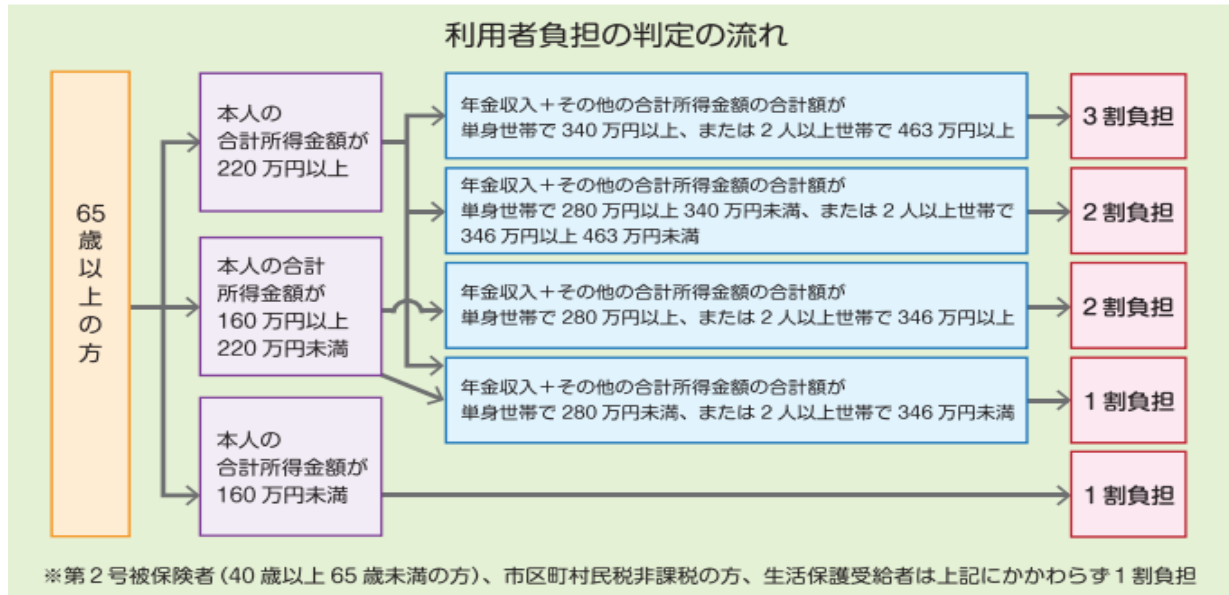 利用者負担の判定の流れ
65
歳
以
上
の
方
本人の
合計所得金額が
220 万円以上
年金収入＋その他の合計所得金額の合計額が
単身世帯で 340 万円以上、または 2 人以上世帯で 463 万円以上
3 割負担
年金収入＋その他の合計所得金額の合計額が
単身世帯で 280 万円以上 340 万円未満、または 2 人以上世帯で
346 万円以上 463 万円未満
2 割負担
本人の合計
所得金額が
160 万円以上
220 万円未満
年金収入＋その他の合計所得金額の合計額が
単身世帯で 280 万円以上、または 2 人以上世帯で 346 万円以上
2 割負担
年金収入＋その他の合計所得金額の合計額が
単身世帯で 280 万円未満、または 2 人以上世帯で 346 万円未満
1 割負担
本人の
合計所得金額が
160 万円未満
1 割負担
※第 2 号被保険者 (40 歳以上 65 歳未満の方)、市区町村民税非課税の方、生活保護受給者は上記にかかわらず 1 割負担